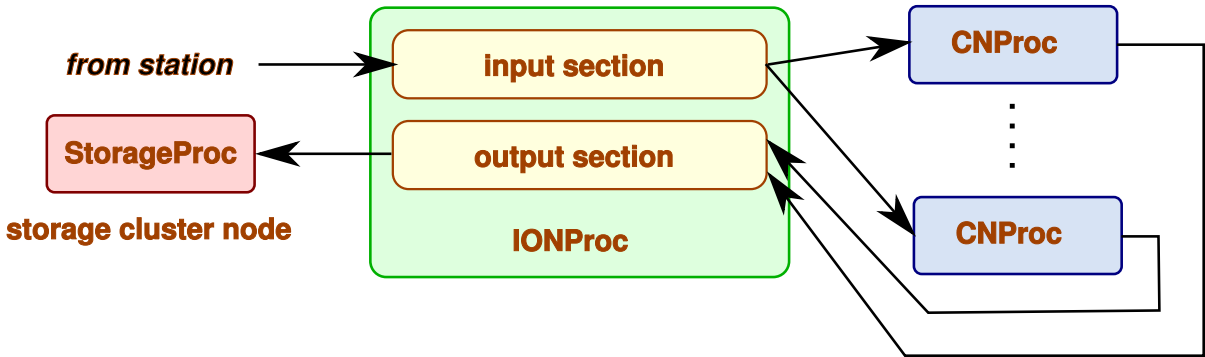 from station
input section
CNProc
StorageProc
output section
storage cluster node
IONProc
CNProc